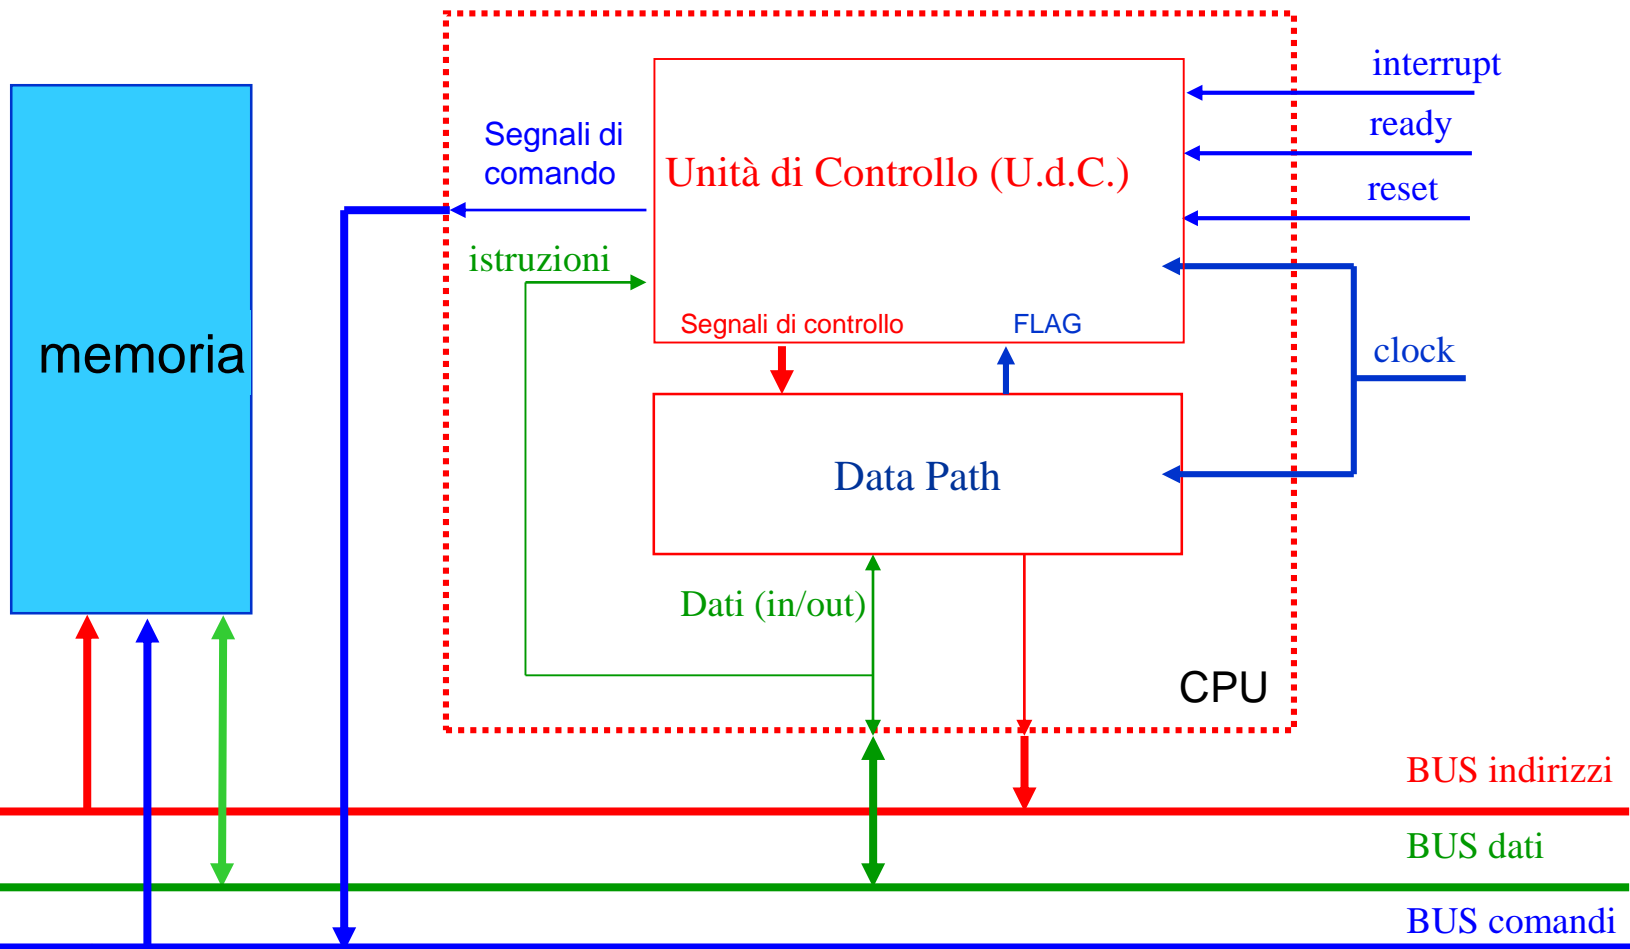 interrupt
ready
reset
Segnali di
comando
Unità di Controllo (U.d.C.)
istruzioni
Segnali di controllo
FLAG
memoria
clock
Data Path
Dati (in/out)
CPU
BUS indirizzi
BUS dati
BUS comandi